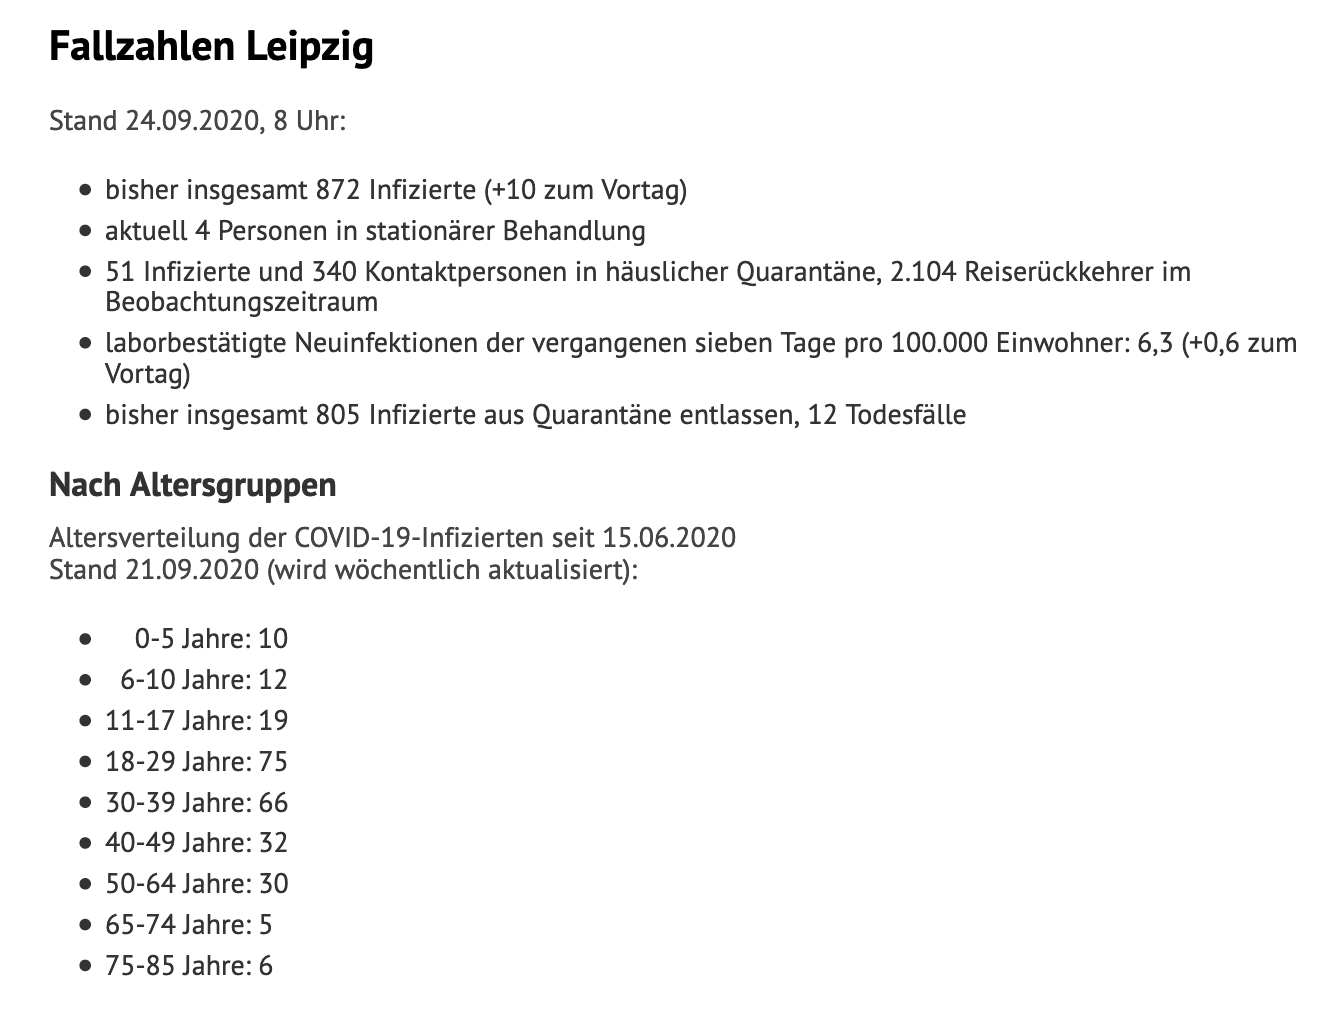 Fallzahlen Leipzig
Stand 24.09.2020, 8 Uhr:
• bisher insgesamt 872 Infizierte (+10 zum Vortag)
• aktuell 4 Personen in stationärer Behandlung
• 51 Infizierte und 340 Kontaktpersonen in häuslicher Quarantäne, 2.104 Reiserückkehrer im
Beobachtungszeitraum
• laborbestätigte Neuinfektionen der vergangenen sieben Tage pro 100.000 Einwohner: 6,3 (+0,6 zum
Vortag)
• bisher insgesamt 805 Infizierte aus Quarantäne entlassen, 12 Todesfälle
Nach Altersgruppen
Altersverteilung der COVID-19-Infizierten seit 15.06.2020
Stand 21.09.2020 (wird wöchentlich aktualisiert):
• 0-5 Jahre: 10
• 6-10 Jahre: 12
• 11-17 Jahre: 19
• 18-29 Jahre: 75
• 30-39 Jahre: 66
• 40-49 Jahre: 32
• 50-64 Jahre: 30
• 65-74 Jahre: 5
• 75-85 Jahre: 6